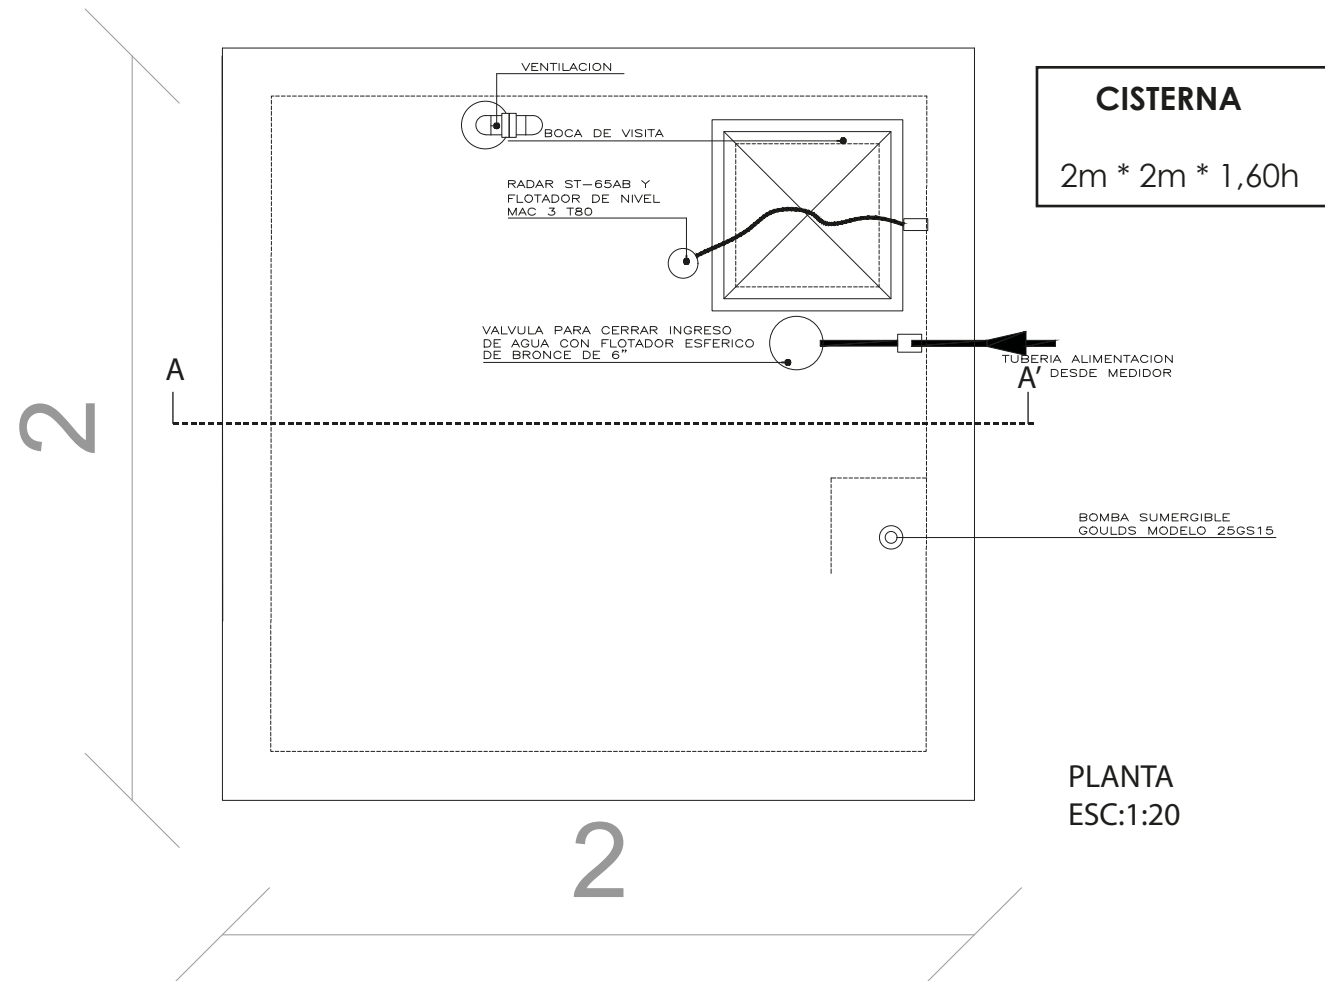 VENTILACION
CISTERNA
2m * 2m * 1,60h
BOCA DE VISITA
RADAR ST-65AB Y
FLOTADOR DE NIVEL
MAC 3 T80
VALVULA PARA CERRAR INGRESO
DE AGUA CON FLOTADOR ESFERICO
DE BRONCE DE 6”
TUBERIA ALIMENTACION
DESDE MEDIDOR
A
A’
2
BOMBA SUMERGIBLE
GOULDS MODELO 25GS15
PLANTA
ESC:1:20
2